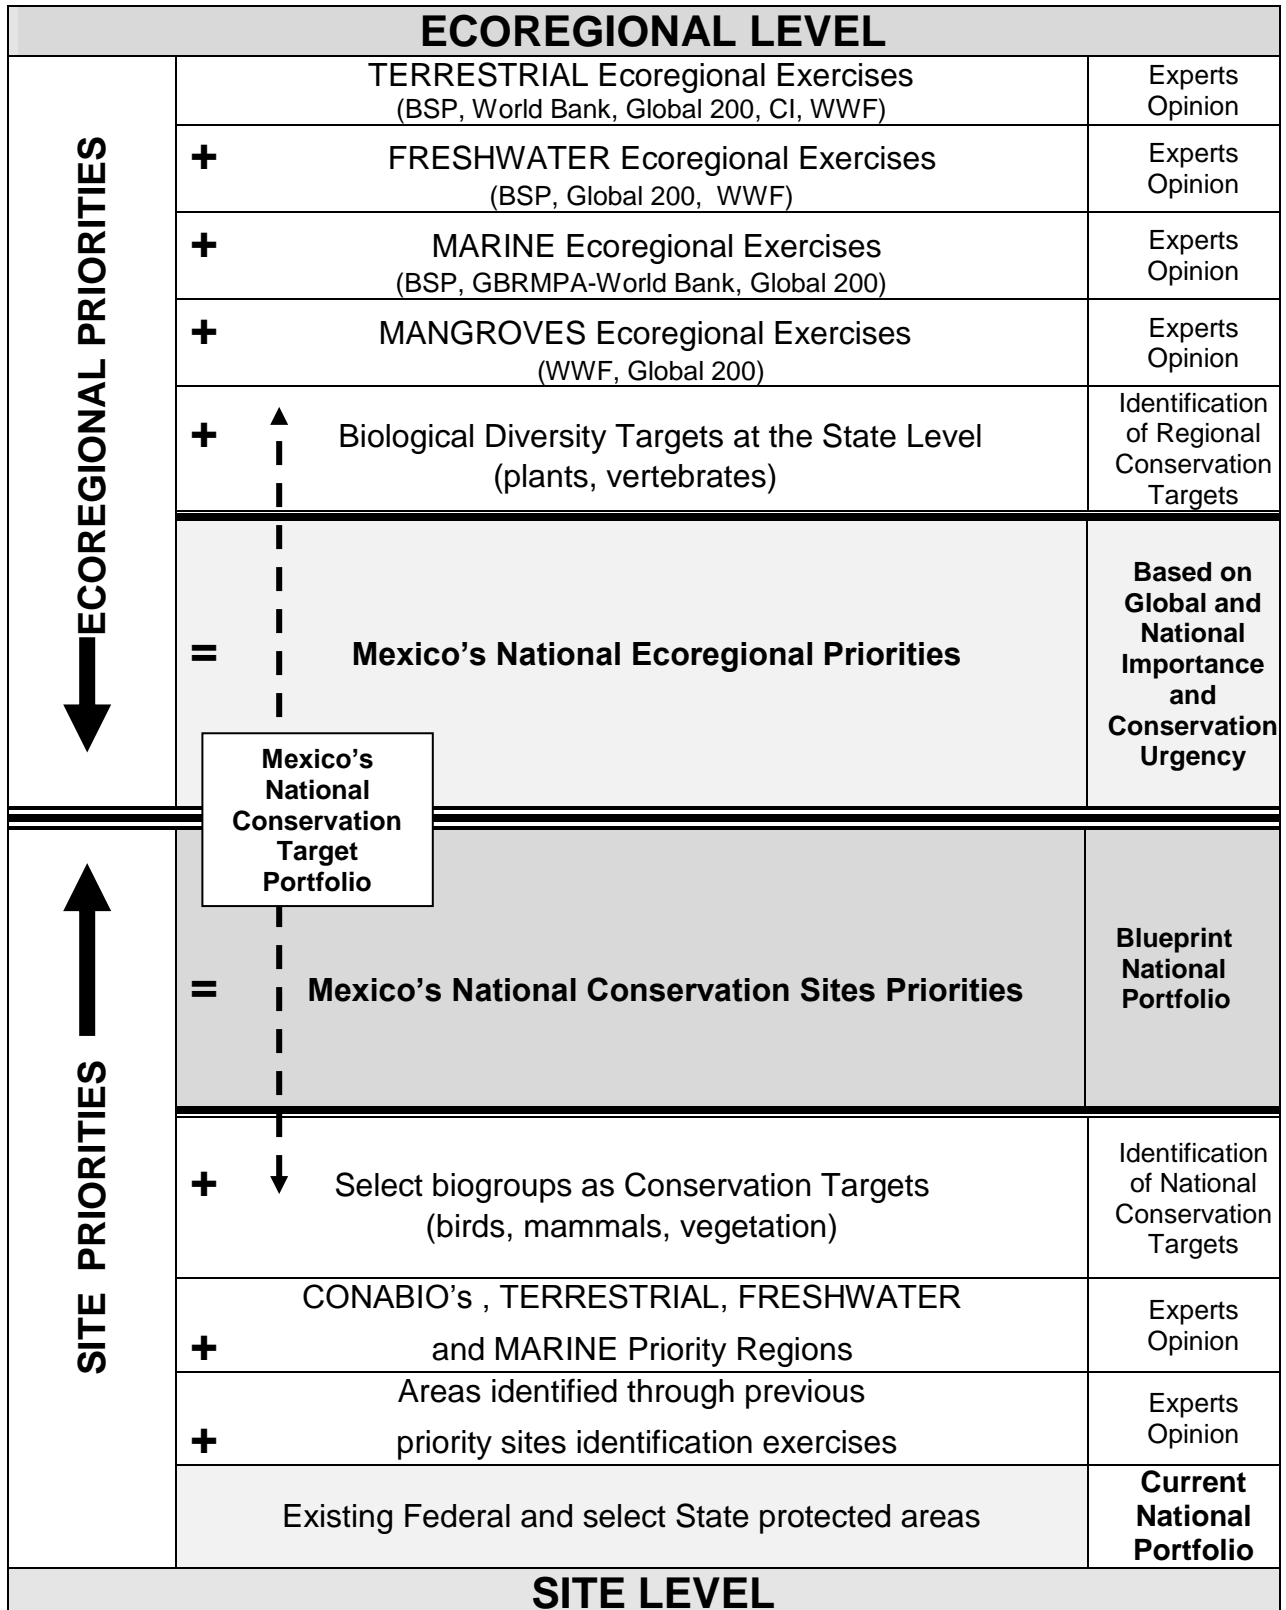 ECOREGIONAL LEVEL
ECOREGIONAL PRIORITIES
TERRESTRIAL Ecoregional Exercises
(BSP, World Bank, Global 200, CI, WWF)
Experts
Opinion
+ FRESHWATER Ecoregional Exercises
(BSP, Global 200, WWF)
Experts
Opinion
+ MARINE Ecoregional Exercises
(BSP, GBRMPA-World Bank, Global 200)
Experts
Opinion
+ MANGROVES Ecoregional Exercises
(WWF, Global 200)
Experts
Opinion
+ Biological Diversity Targets at the State Level
(plants, vertebrates)
Identification
of Regional
Conservation
Targets
= Mexico’s National Ecoregional Priorities
Based on
Global and
National
Importance
and
Conservation
Urgency
Mexico’s
National
Conservation
Target
Portfolio
SITE PRIORITIES
= Mexico’s National Conservation Sites Priorities
Blueprint
National
Portfolio
+ Select biogroups as Conservation Targets
(birds, mammals, vegetation)
Identification
of National
Conservation
Targets
CONABIO’s , TERRESTRIAL, FRESHWATER
+ and MARINE Priority Regions
Experts
Opinion
Areas identified through previous
+ priority sites identification exercises
Experts
Opinion
Existing Federal and select State protected areas
Current
National
Portfolio
SITE LEVEL